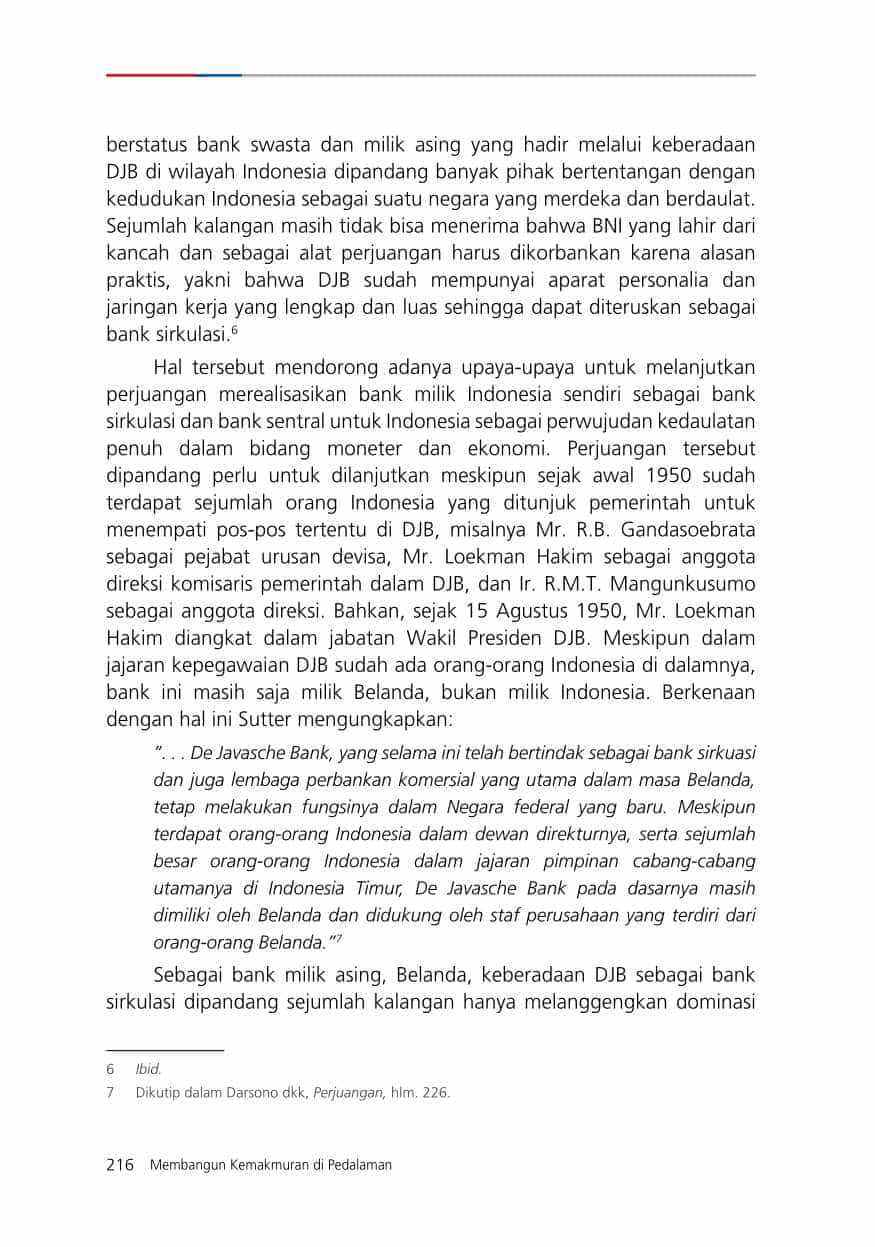 berstatus bank swasta dan milik asing yang hadir melalui keberadaan
DJB di wilayah Indonesia dipandang banyak pihak bertentangan dengan
kedudukan Indonesia sebagai suatu negara yang merdeka dan berdaulat.
Sejumlah kalangan masih tidak bisa menerima bahwa BNI yang lahir dari
kancah dan sebagai alat perjuangan harus dikorbankan karena alasan
praktis, yakni bahwa DJB sudah mempunyai aparat personalia dan
jaringan kerja yang lengkap dan luas sehingga dapat diteruskan sebagai
bank sirkulasi.⁶
Hal tersebut mendorong adanya upaya-upaya untuk melanjutkan
perjuangan merealisasikan bank milik Indonesia sendiri sebagai bank
sirkulasi dan bank sentral untuk Indonesia sebagai perwujudan kedaulatan
penuh dalam bidang moneter dan ekonomi. Perjuangan tersebut
dipandang perlu untuk dilanjutkan meskipun sejak awal 1950 sudah
terdapat sejumlah orang Indonesia yang ditunjuk pemerintah untuk
menempati pos-pos tertentu di DJB, misalnya Mr. R.B. Gandasoebrata
sebagai pejabat urusan devisa, Mr. Loekman Hakim sebagai anggota
direksi komisaris pemerintah dalam DJB, dan Ir. R.M.T. Mangunkusumo
sebagai anggota direksi. Bahkan, sejak 15 Agustus 1950, Mr. Loekman
Hakim diangkat dalam jabatan Wakil Presiden DJB. Meskipun dalam
jajaran kepegawaian DJB sudah ada orang-orang Indonesia di dalamnya,
bank ini masih saja milik Belanda, bukan milik Indonesia. Berkenaan
dengan hal ini Sutter mengungkapkan:
”. . . De Javasche Bank, yang selama ini telah bertindak sebagai bank sirkuasi
dan juga lembaga perbankan komersial yang utama dalam masa Belanda,
tetap melakukan fungsinya dalam Negara federal yang baru. Meskipun
terdapat orang-orang Indonesia dalam dewan direkturnya, serta sejumlah
besar orang-orang Indonesia dalam jajaran pimpinan cabang-cabang
utamanya di Indonesia Timur, De Javasche Bank pada dasarnya masih
dimiliki oleh Belanda dan didukung oleh staf perusahaan yang terdiri dari
orang-orang Belanda.”⁷
Sebagai bank milik asing, Belanda, keberadaan DJB sebagai bank
sirkulasi dipandang sejumlah kalangan hanya melanggengkan dominasi
6 Ibid.
7 Dikutip dalam Darsono dkk, Perjuangan, hlm. 226.
216 Membangun Kemakmuran di Pedalaman